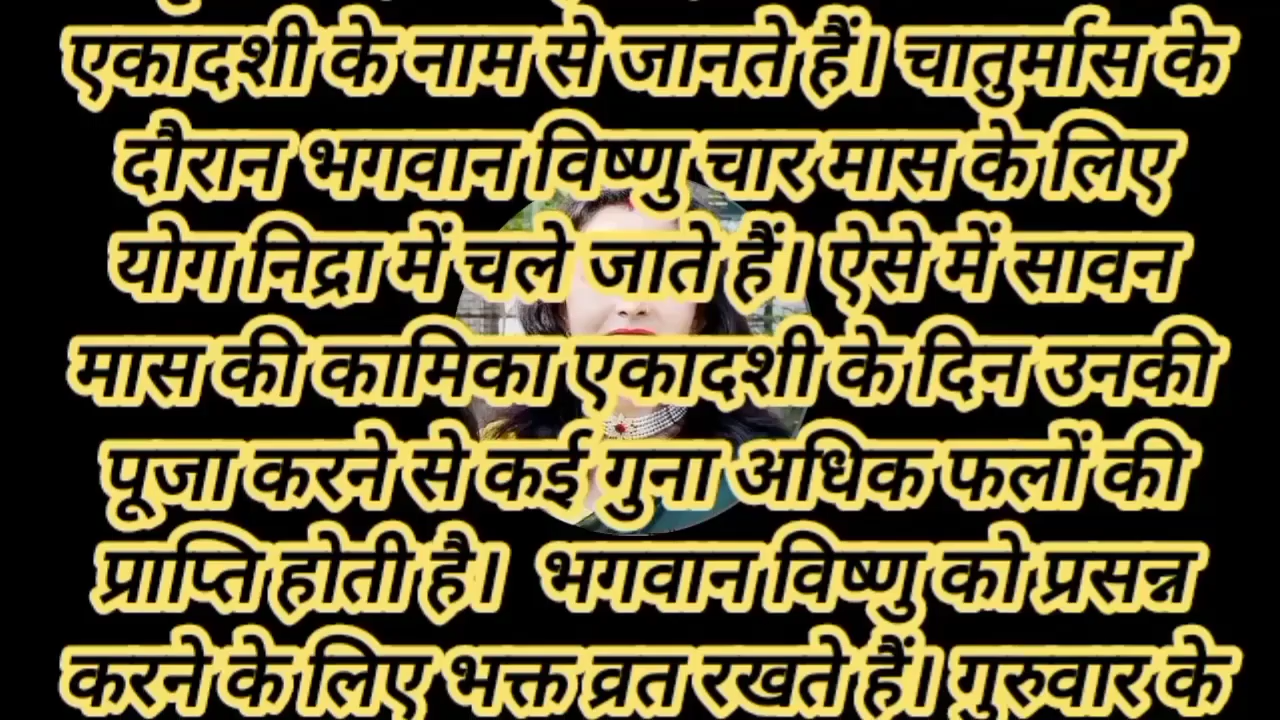 एकादशी के नाम से जानते हैं। चातुर्मास के
दौरान भगवान विष्णु चार मास के लिए
योग निद्रा में चले जाते हैं। ऐसे में सावन
मास की कामिका एकादशी के दिन उनकी
पूजा करने से कई गुना अधिक फलों की
प्राप्ति होती है। भगवान विष्णु को प्रसन्न
करने के लिए भक्त व्रत रखते हैं। गुरुवार के